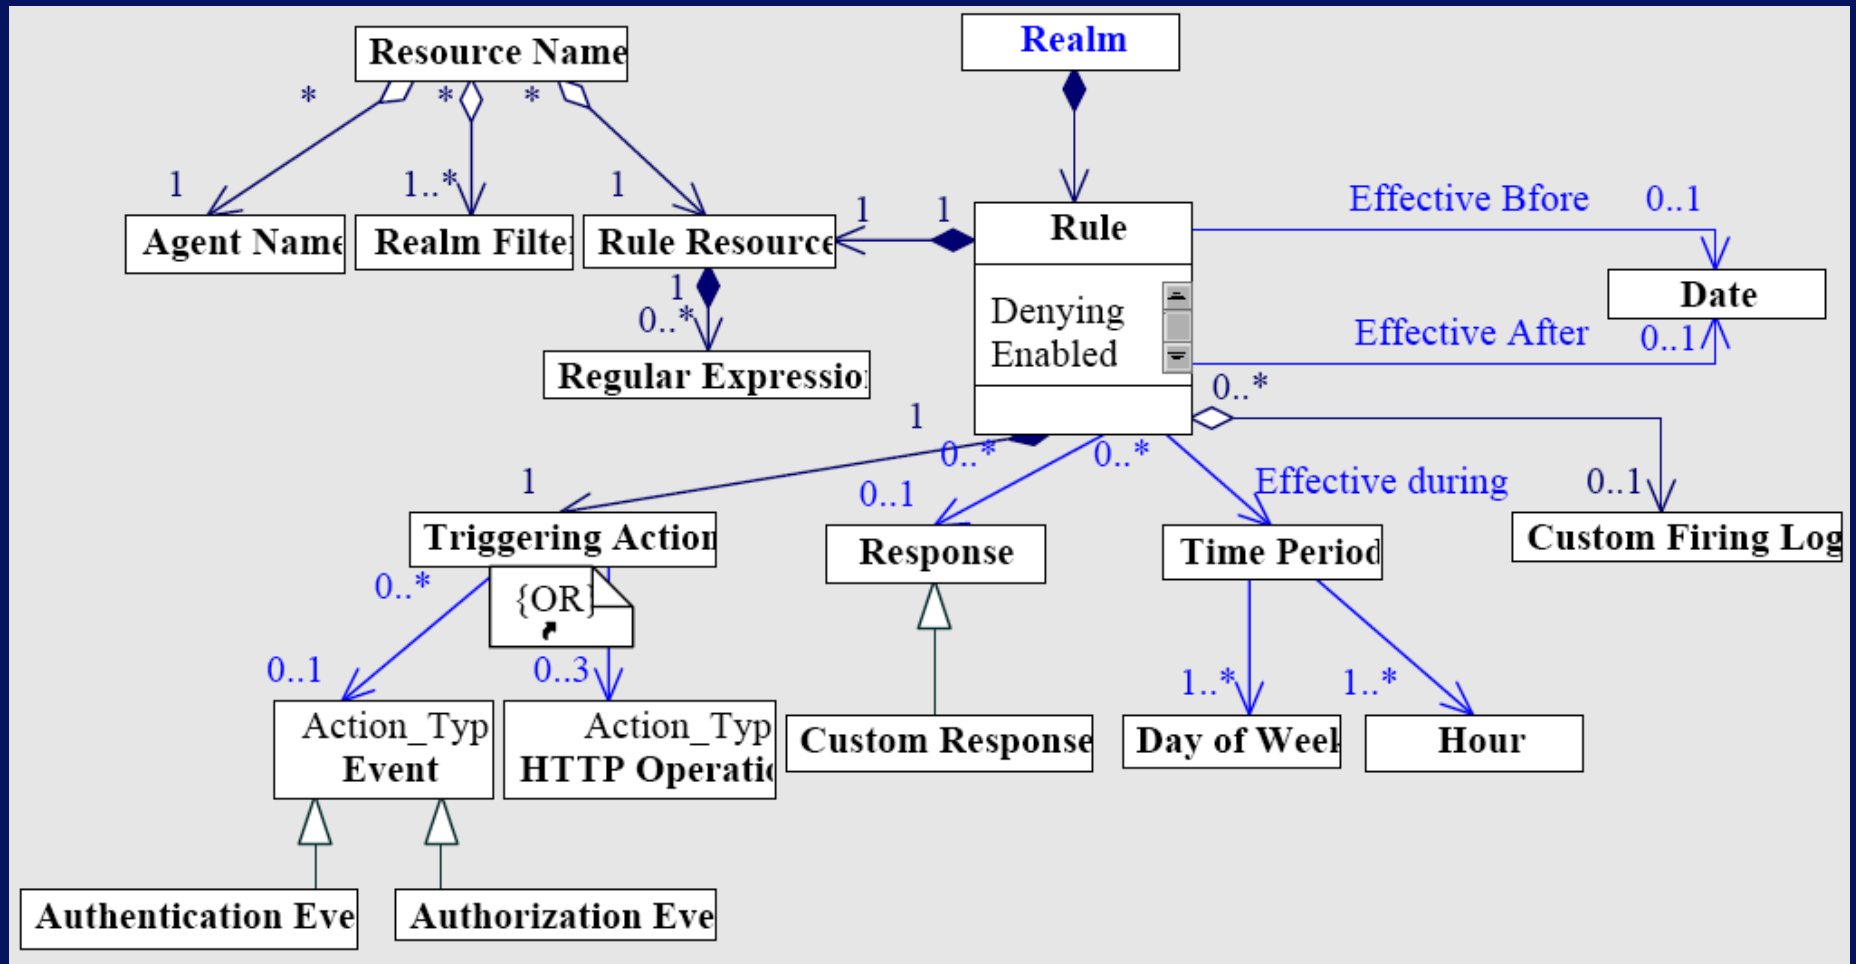 Resource Name
Realm
*
*
*
1
1..*
1
Agent Name
Realm Filte
Rule Resource
1
1
Rule
Denying
Enabled
Effective Bfore
0..1
Date
Effective After
0..1
1
0..*
Regular Expressio
0..*
1
0..*
0..*
1
0..1
Effective during
0..1
Triggering Action
Response
Time Period
Custom Firing Log
0..*
{OR}
0..1
0..3
1..*
1..*
Action_Typ
Event
Action_Typ
HTTP Operatio
Custom Response
Day of Week
Hour
Authentication Eve
Authorization Eve